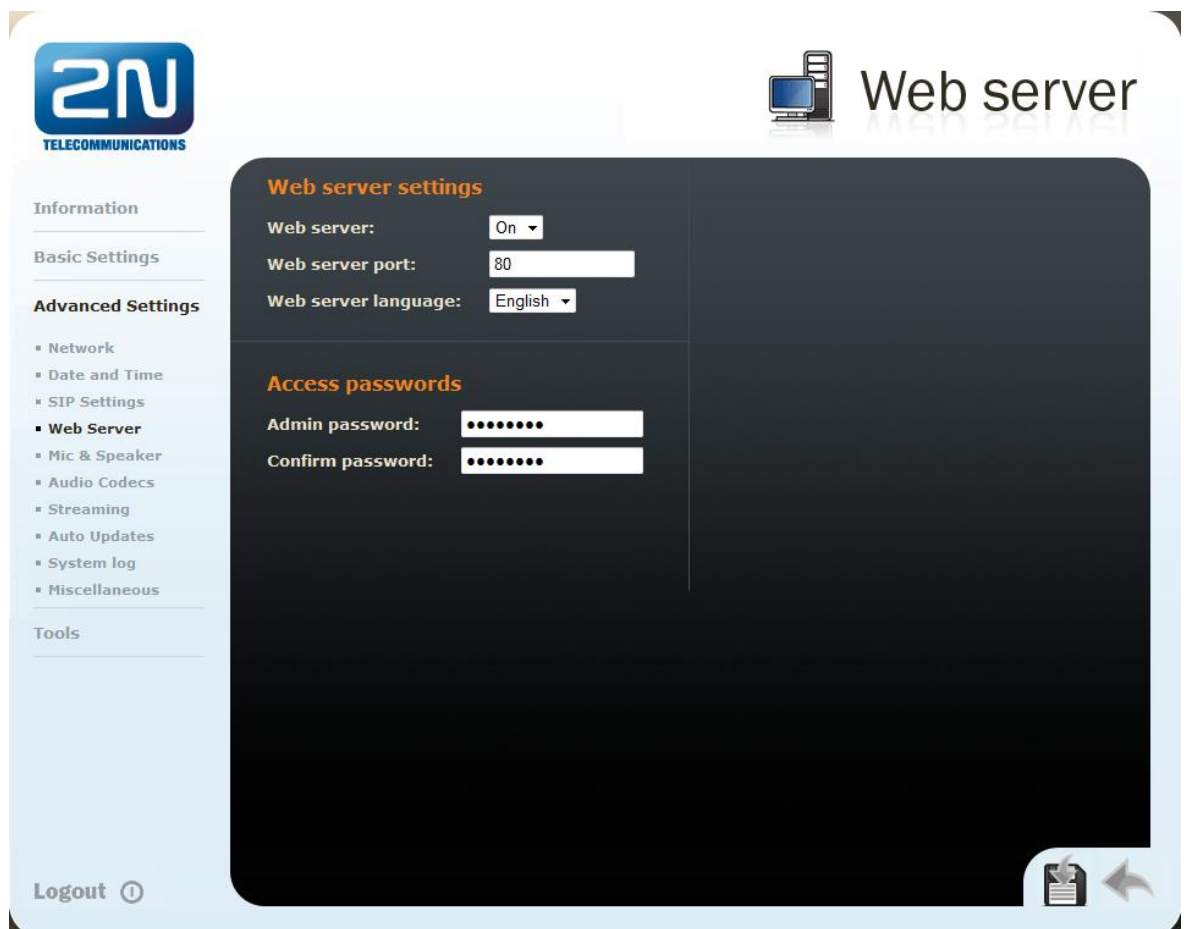 2N
TELECOMMUNICATIONS
Web server
Information
Basic Settings
Advanced Settings
Network
Date and Time
SIP Settings
Web Server
Mic & Speaker
Audio Codecs
Streaming
Auto Updates
System log
Miscellaneous
Tools
Logout
Web server settings
Web server: On
Web server port: 80
Web server language: English
Access passwords
Admin password: ••••••••
Confirm password: ••••••••